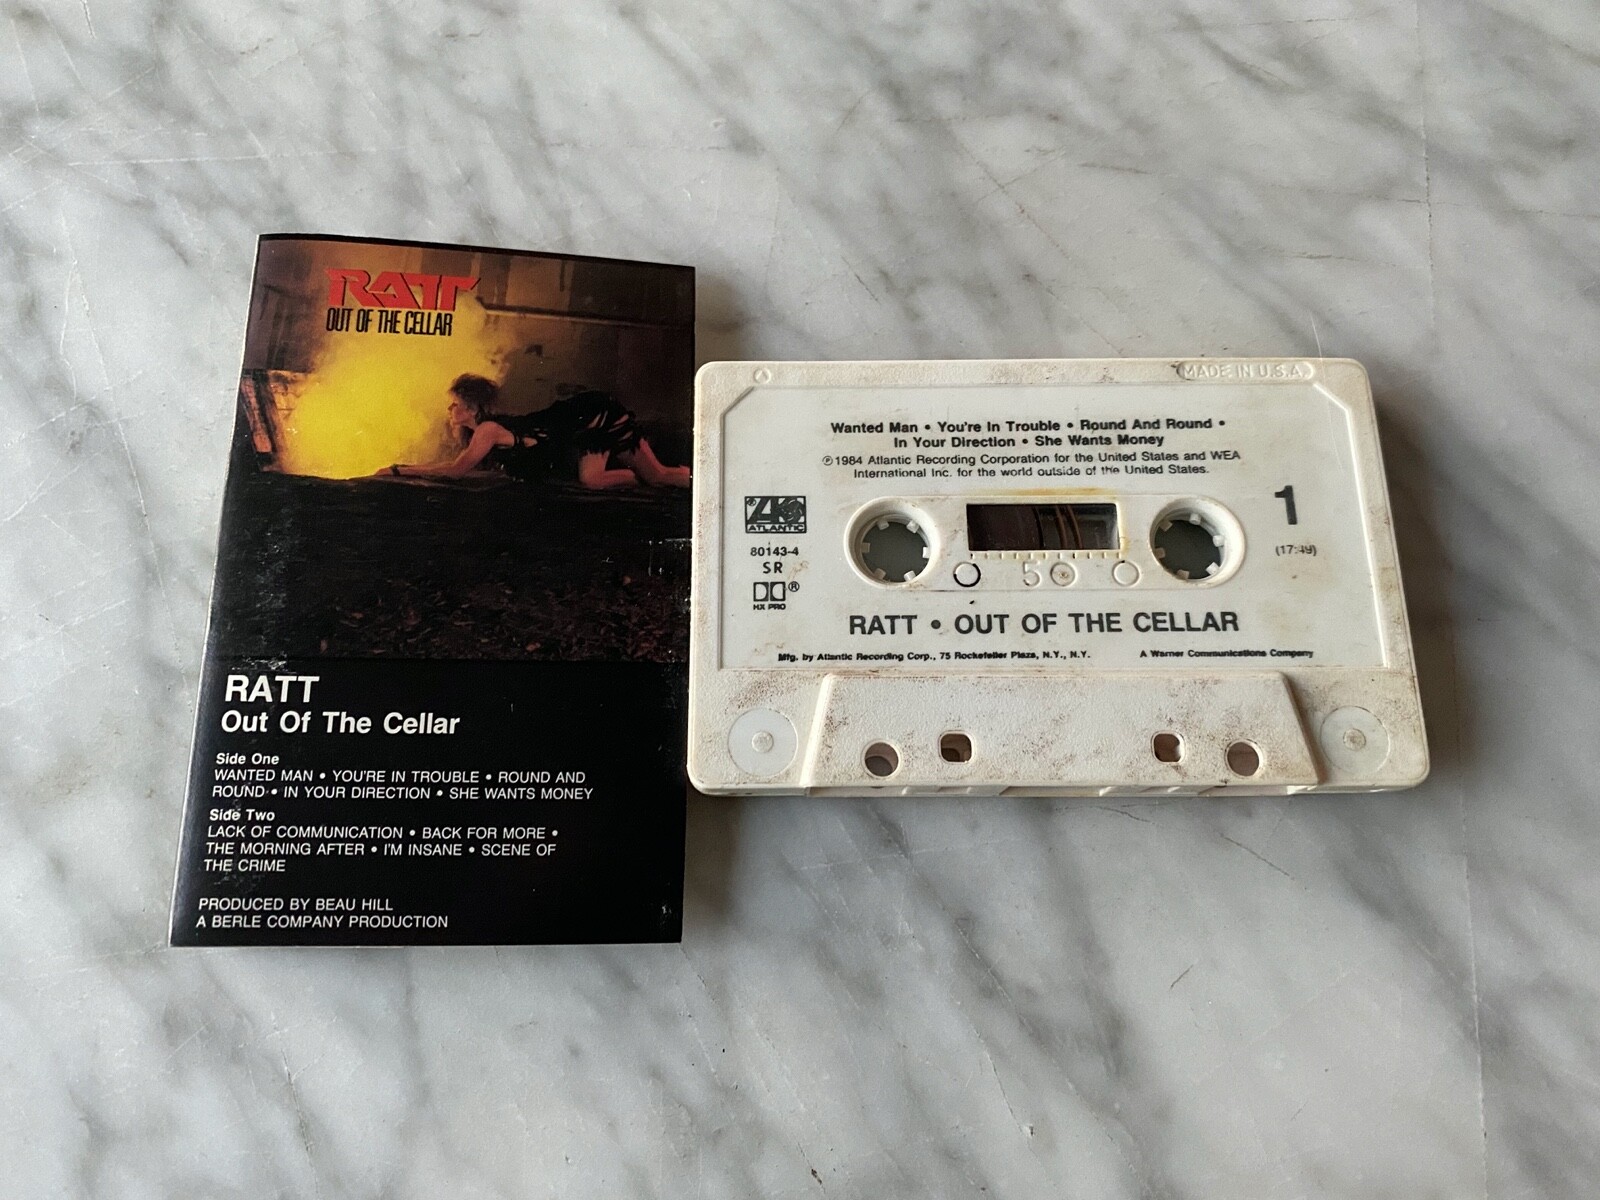 RATT
OUT OF THE CELLAR
RATT
Out Of The Cellar
Side One
WANTED MAN • YOU'RE IN TROUBLE • ROUND AND
ROUND • IN YOUR DIRECTION • SHE WANTS MONEY
Side Two
LACK OF COMMUNICATION • BACK FOR MORE •
THE MORNING AFTER • I'M INSANE • SCENE OF
THE CRIME
PRODUCED BY BEAU HILL
A BERLE COMPANY PRODUCTION
MADE IN U.S.A.
Wanted Man • You're In Trouble • Round And Round •
In Your Direction • She Wants Money
℗1984 Atlantic Recording Corporation for the United States and WEA
International Inc. for the world outside of the United States.
ATLANTIC
80143-4
SR
HX PRO
1
(17:49)
50
RATT • OUT OF THE CELLAR
Mfg. by Atlantic Recording Corp., 75 Rockefeller Plaza, N.Y., N.Y. A Warner Communications Company